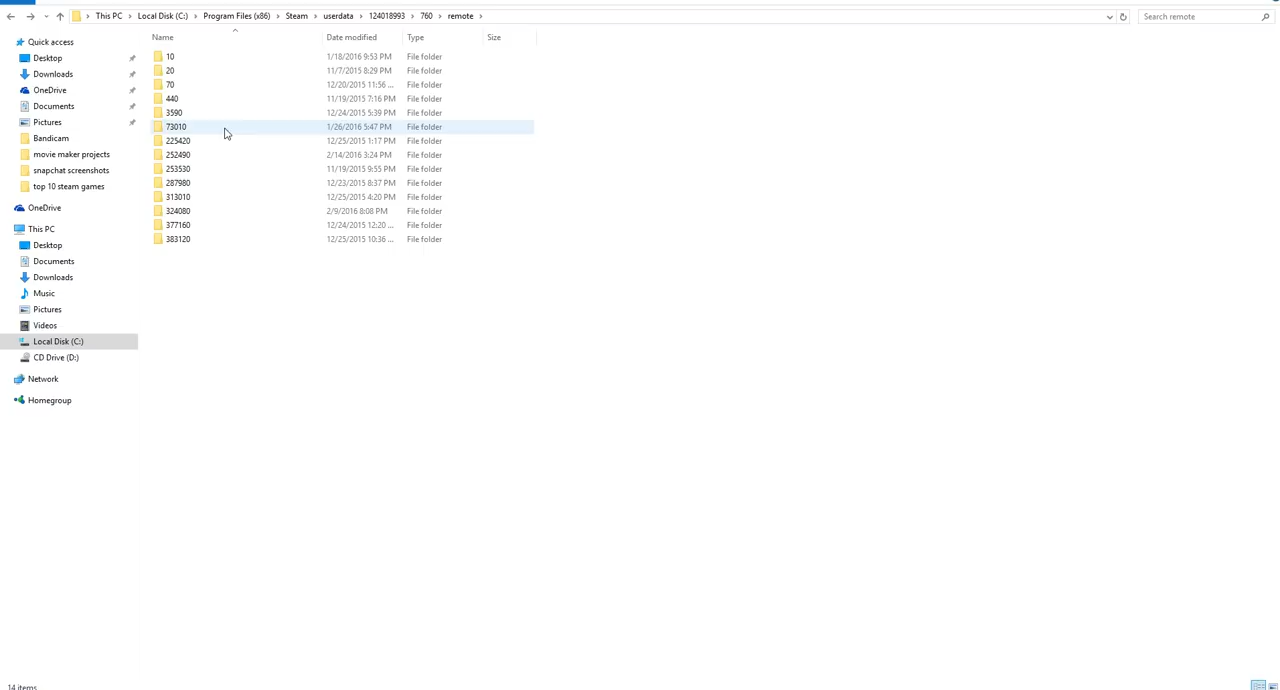 This PC > Local Disk (C:) > Program Files (x86) > Steam > userdata > 124018993 > 760 > remote >
Search remote
Name Date modified Type Size
Quick access
Desktop
Downloads
OneDrive
Documents
Pictures
Bandicam
movie maker projects
snapchat screenshots
top 10 steam games
OneDrive
This PC
Desktop
Documents
Downloads
Music
Pictures
Videos
Local Disk (C:)
CD Drive (D:)
Network
Homegroup
10 1/18/2016 9:53 PM File folder
20 11/7/2015 8:29 PM File folder
70 12/20/2015 11:56 ... File folder
440 11/19/2015 7:16 PM File folder
3590 12/24/2015 5:39 PM File folder
73010 1/26/2016 5:47 PM File folder
225420 12/25/2015 1:17 PM File folder
252490 2/14/2016 3:24 PM File folder
253530 11/19/2015 9:55 PM File folder
287980 12/23/2015 8:37 PM File folder
313010 12/25/2015 4:20 PM File folder
324080 2/9/2016 8:08 PM File folder
377160 12/24/2015 12:20 ... File folder
383120 12/25/2015 10:36 ... File folder
14 items